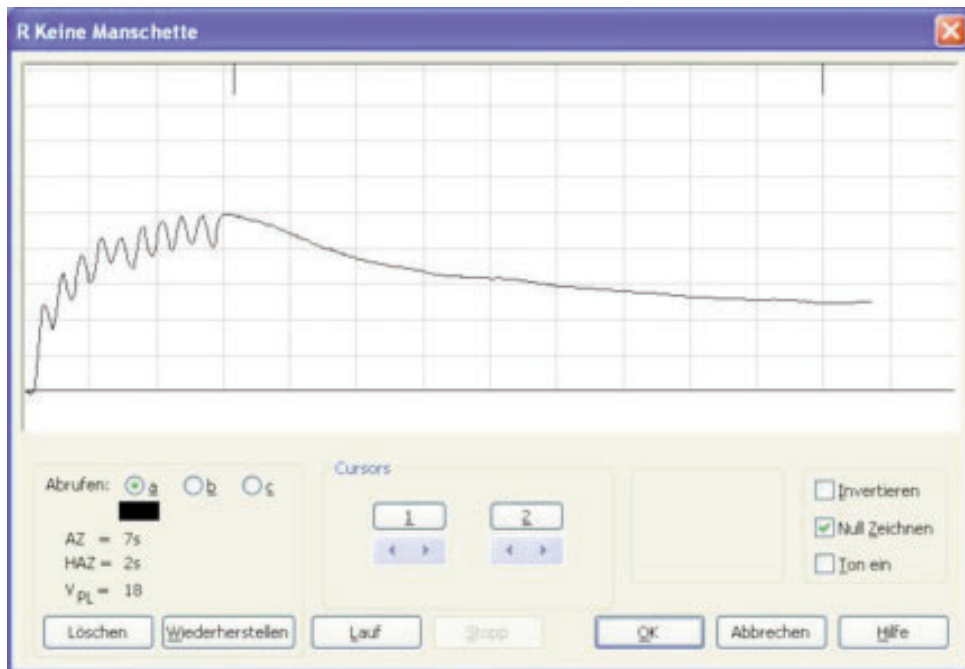 R Keine Manschette
Abrufen: a b c
AZ = 7s
HAZ = 2s
V PL = 18
Cursors
1 2
Invertieren
Null Zeichnen
Ton ein
Löschen Wiederherstellen Lauf Stopp OK Abbrechen Hilfe